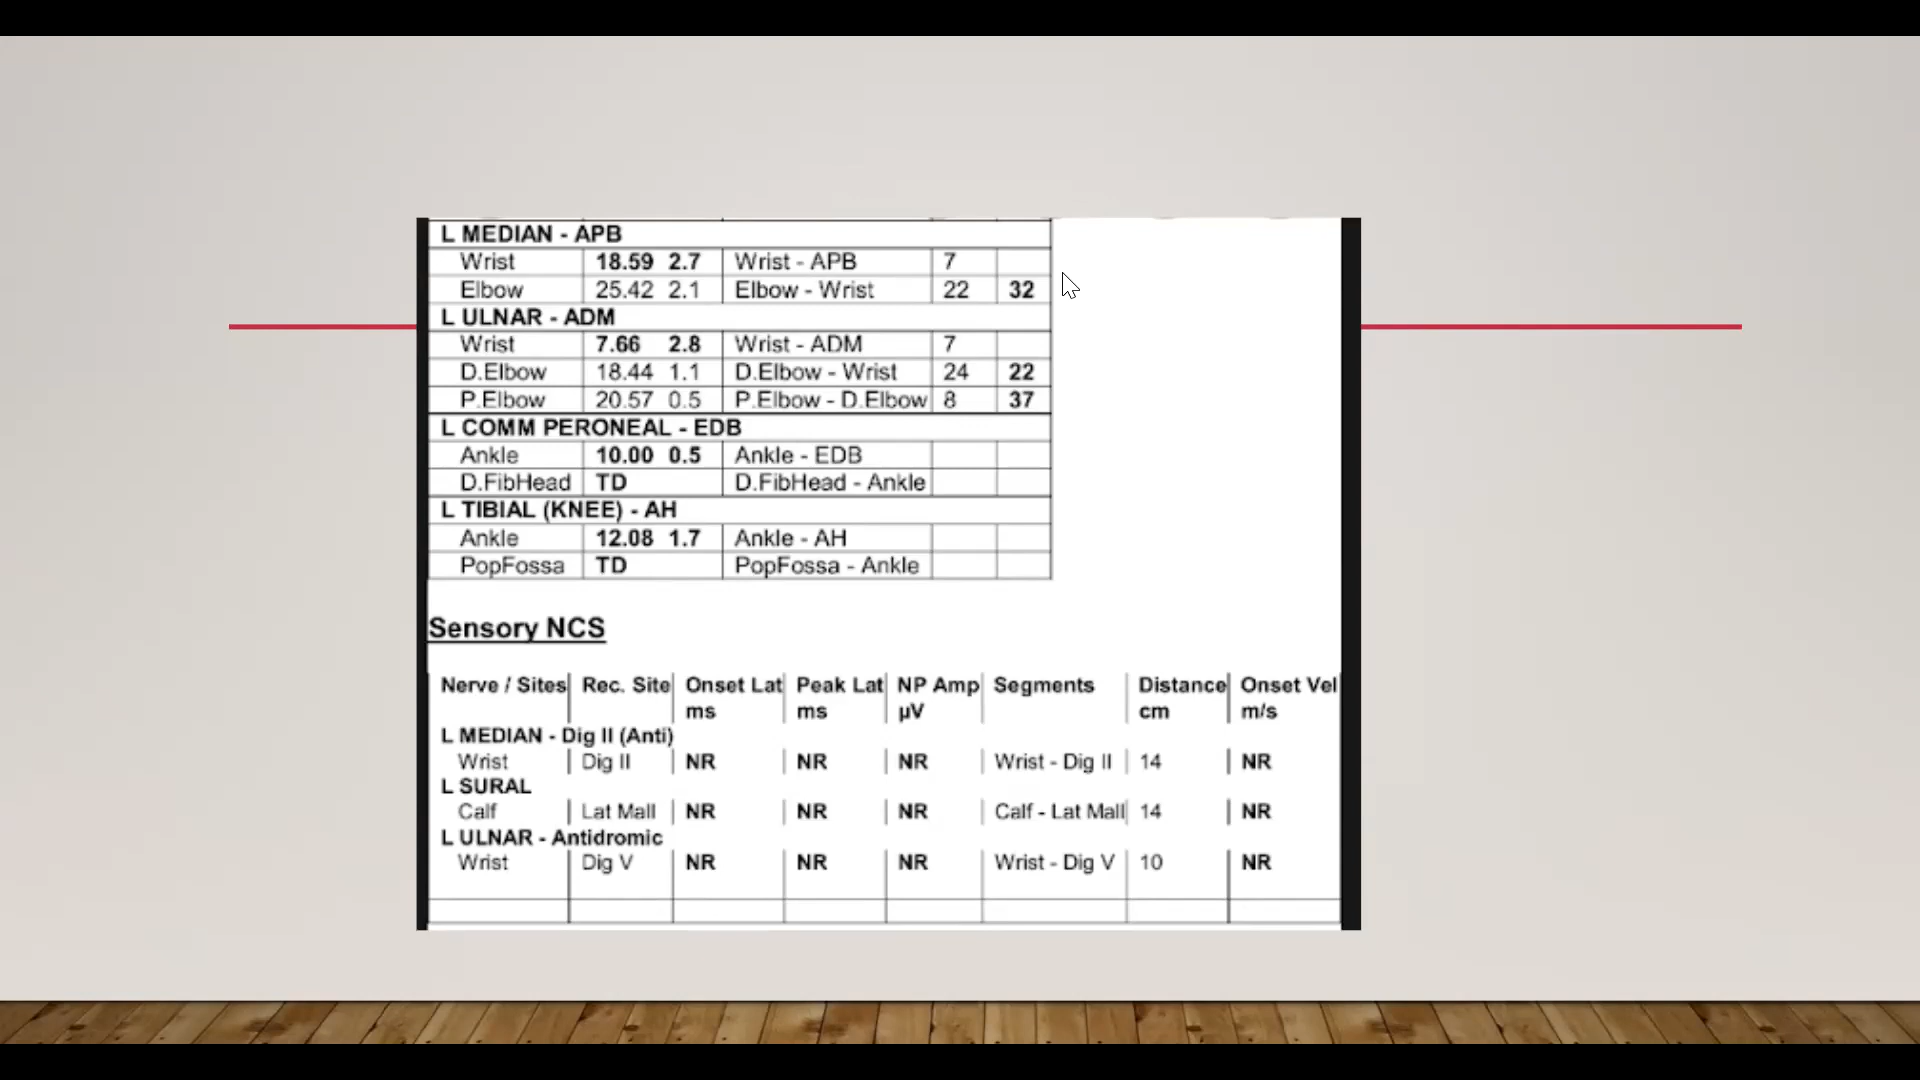 L MEDIAN - APB
Wrist 18.59 2.7 Wrist - APB 7
Elbow 25.42 2.1 Elbow - Wrist 22 32
L ULNAR - ADM
Wrist 7.66 2.8 Wrist - ADM 7
D.Elbow 18.44 1.1 D.Elbow - Wrist 24 22
P.Elbow 20.57 0.5 P.Elbow - D.Elbow 8 37
L COMM PERONEAL - EDB
Ankle 10.00 0.5 Ankle - EDB
D.FibHead TD D.FibHead - Ankle
L TIBIAL (KNEE) - AH
Ankle 12.08 1.7 Ankle - AH
PopFossa TD PopFossa - Ankle
Sensory NCS
Nerve / Sites Rec. Site Onset Lat Peak Lat NP Amp Segments Distance Onset Vel
ms ms µV cm m/s
L MEDIAN - Dig II (Anti)
Wrist Dig II NR NR NR Wrist - Dig II 14 NR
L SURAL
Calf Lat Mall NR NR NR Calf - Lat Mall 14 NR
L ULNAR - Antidromic
Wrist Dig V NR NR NR Wrist - Dig V 10 NR